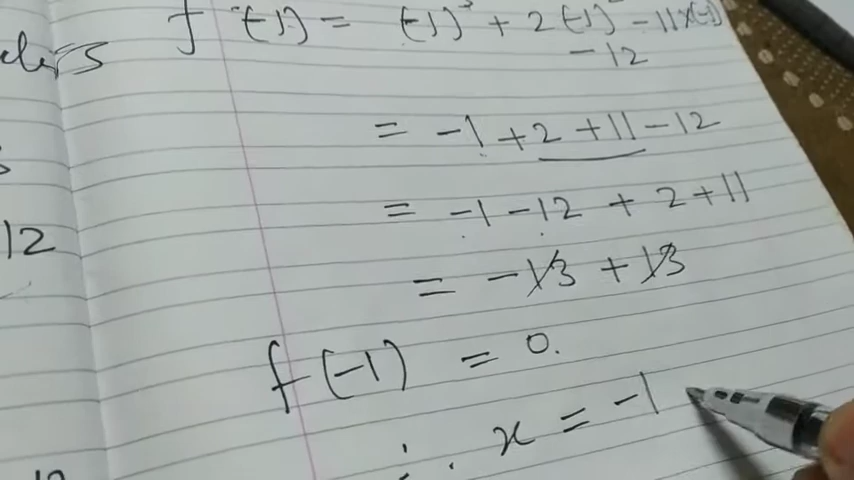 f (-1) = (-1)³ + 2(-1)² - 11×(-1)
- 12
= -1 + 2 + 11 - 12
= -1 - 12 + 2 + 11
= - 13 + 13
f (-1) = 0.
∴ x = -1
12